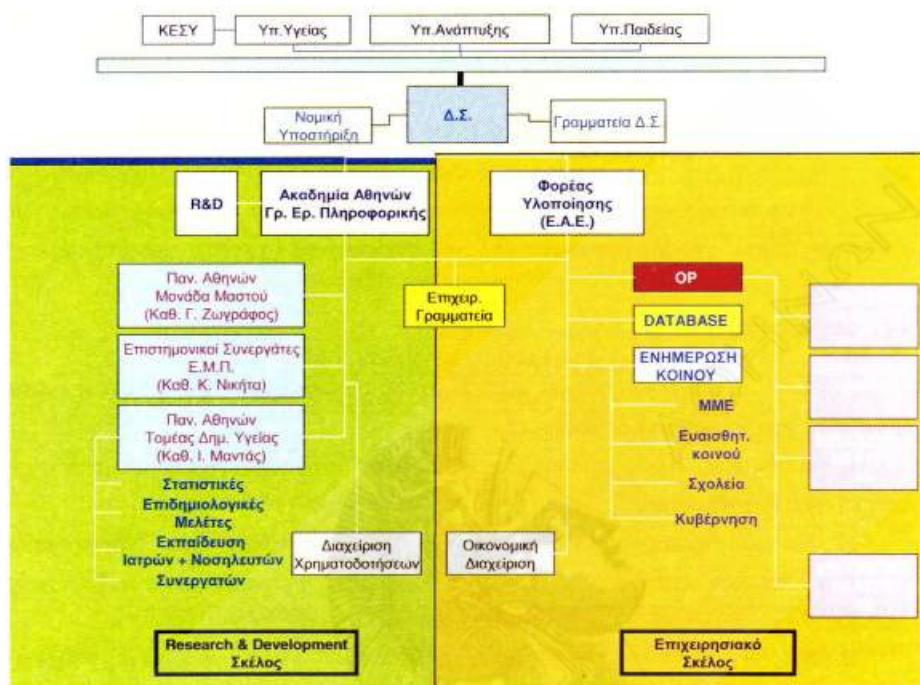 ΚΕΣΥ
Υπ.Υγείας
Υπ.Ανάπτυξης
Υπ.Παιδείας
Νομική
Υποστήριξη
Δ.Σ.
Γραμματεία Δ.Σ.
R&D
Ακαδημία Αθηνών
Γρ. Ερ. Πληροφορικής
Φορέας
Υλοποίησης
(Ε.Α.Ε.)
Παν. Αθηνών
Μονάδα Μαστού
(Καθ. Γ. Ζωγράφος)
Επιστημονικοί Συνεργάτες
Ε.Μ.Π.
(Καθ. Κ. Νικήτα)
Παν. Αθηνών
Τομέας Δημ. Υγείας
(Καθ. Ι. Μαντάς)
Στατιστικές
Επιδημιολογικές
Μελέτες
Εκπαίδευση
Ιατρών + Νοσηλευτών
Συνεργατών
Επιχειρ.
Γραμματεία
Διαχείριση
Χρηματοδοτήσεων
Οικονομική
Διαχείριση
OP
DATABASE
ΕΝΗΜΕΡΩΣΗ
ΚΟΙΝΟΥ
ΜΜΕ
Ευαισθητ.
κοινού
Σχολεία
Κυβέρνηση
Research & Development
Σκέλος
Επιχειρησιακό
Σκέλος